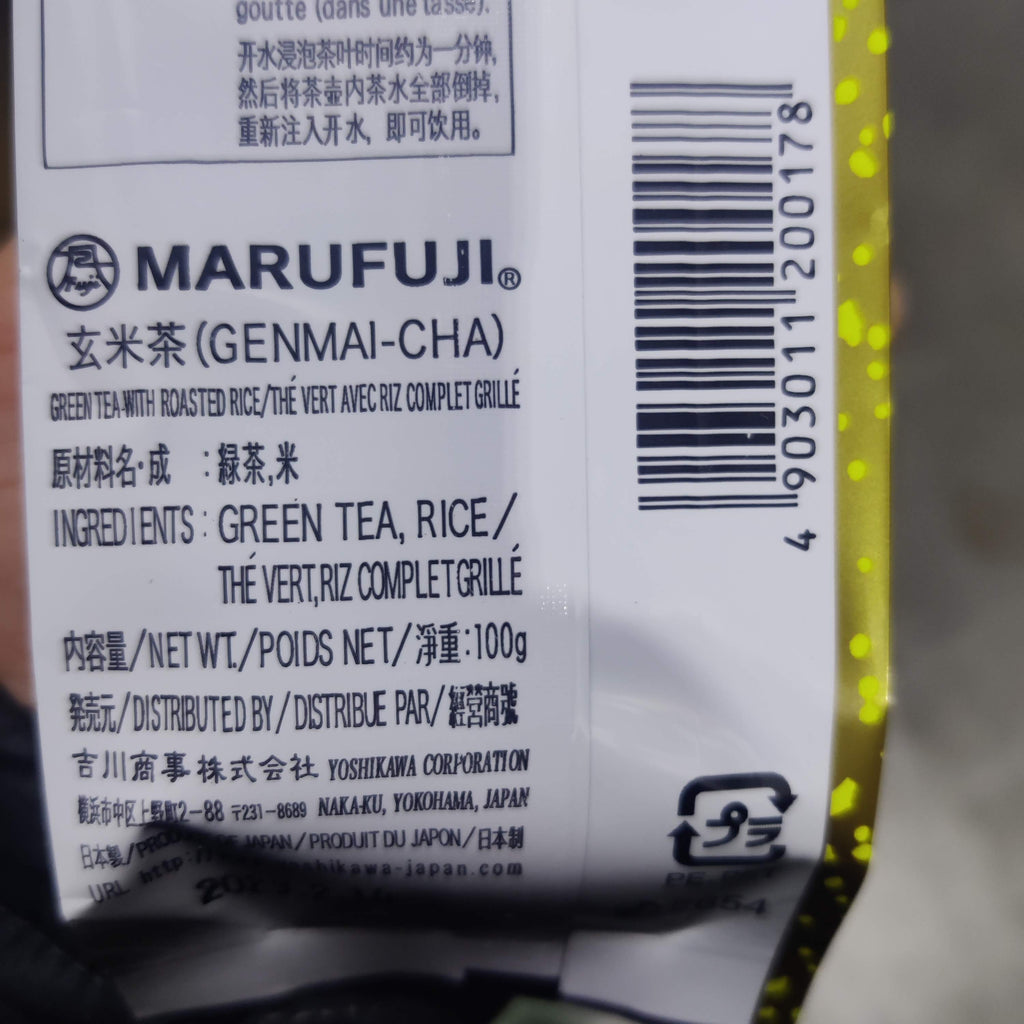 goutte (dans une tasse).
开水浸泡茶叶时间约为一分钟,
然后将茶壶内茶水全部倒掉,
重新注入开水, 即可饮用。
MARUFUJI®
玄米茶(GENMAI-CHA)
GREEN TEA WITH ROASTED RICE/THÉ VERT AVEC RIZ COMPLET GRILLÉ
原材料名·成 :緑茶,米
INGREDIENTS: GREEN TEA, RICE/
THÉ VERT,RIZ COMPLET GRILLÉ
内容量/NET WT./POIDS NET/淨重:100g
発売元/DISTRIBUTED BY/DISTRIBUE PAR/經營商號
吉川商事株式会社 YOSHIKAWA CORPORATION
横浜市中区上野町2-88 〒231-8689 NAKA-KU, YOKOHAMA, JAPAN
日本製/PRODUCE DE JAPAN/PRODUIT DU JAPON/日本制
URL http:
4 903011 200178
プラ